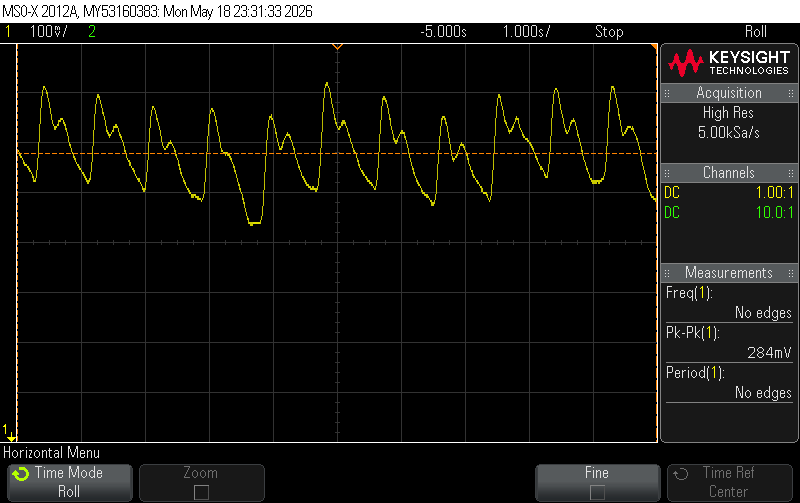 MSO-X 2012A, MY53160383: Mon May 18 23:31:33 2026
1 100mV/ 2 -5.000s 1.000s/ Stop Roll
KEYSIGHT
TECHNOLOGIES
Acquisition
High Res
5.00kSa/s
Channels
DC 1.00:1
DC 10.0:1
Measurements
Freq(1):
No edges
Pk-Pk(1):
284mV
Period(1):
No edges
1
Horizontal Menu
Time Mode
Roll
Zoom
Fine
Time Ref
Center